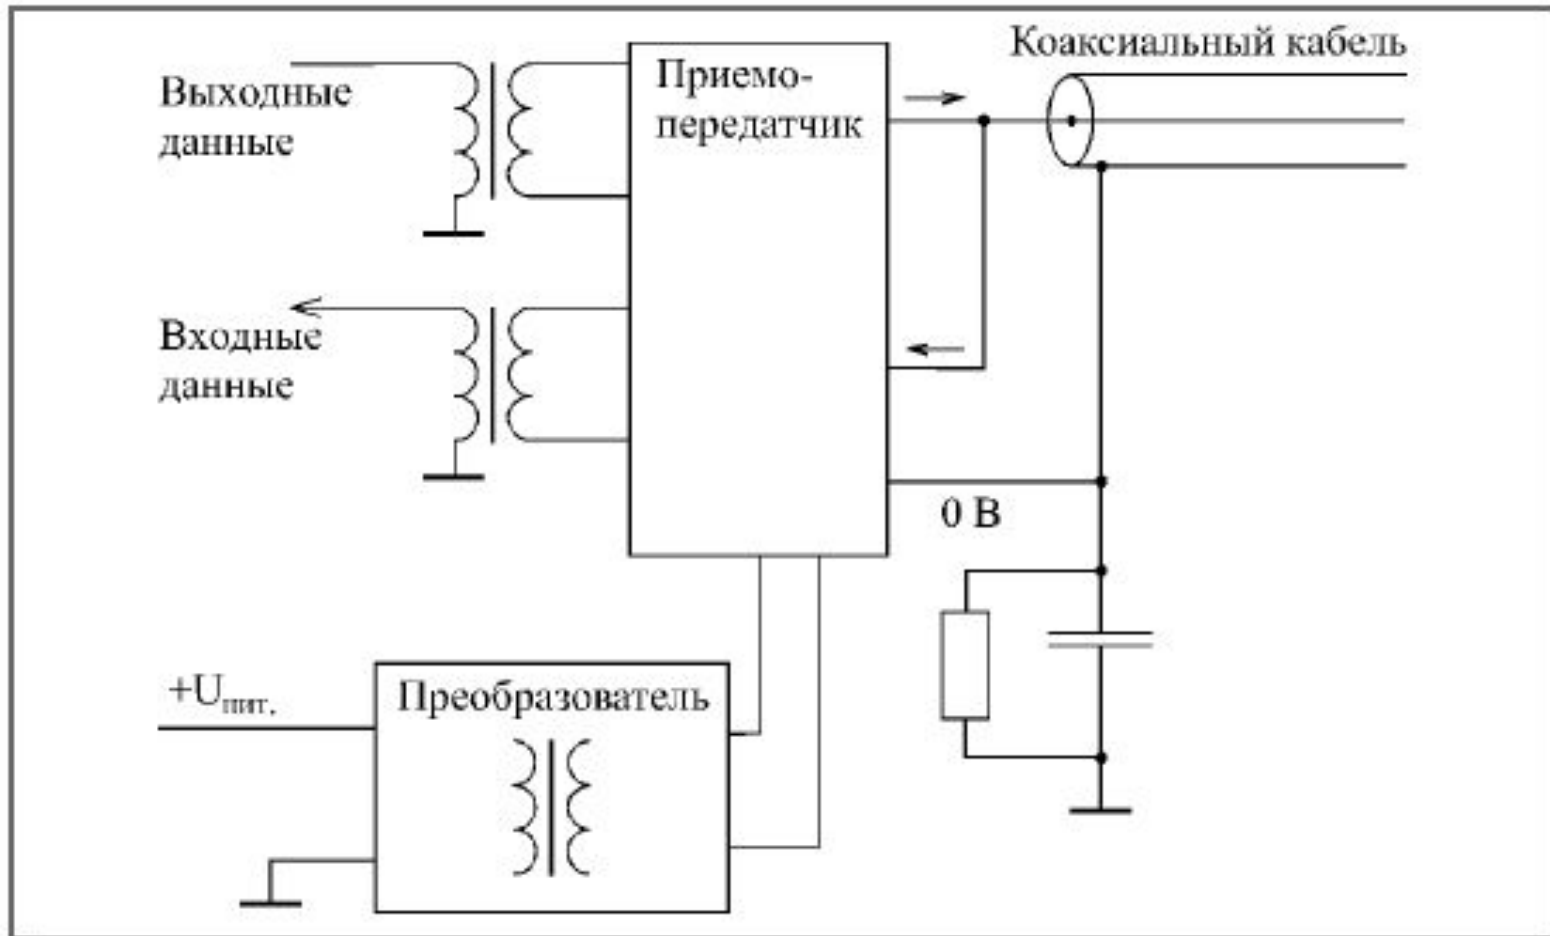 Коаксиальный кабель
Приемо-
передатчик
Выходные
данные
Входные
данные
0 В
+Uпит.
Преобразователь